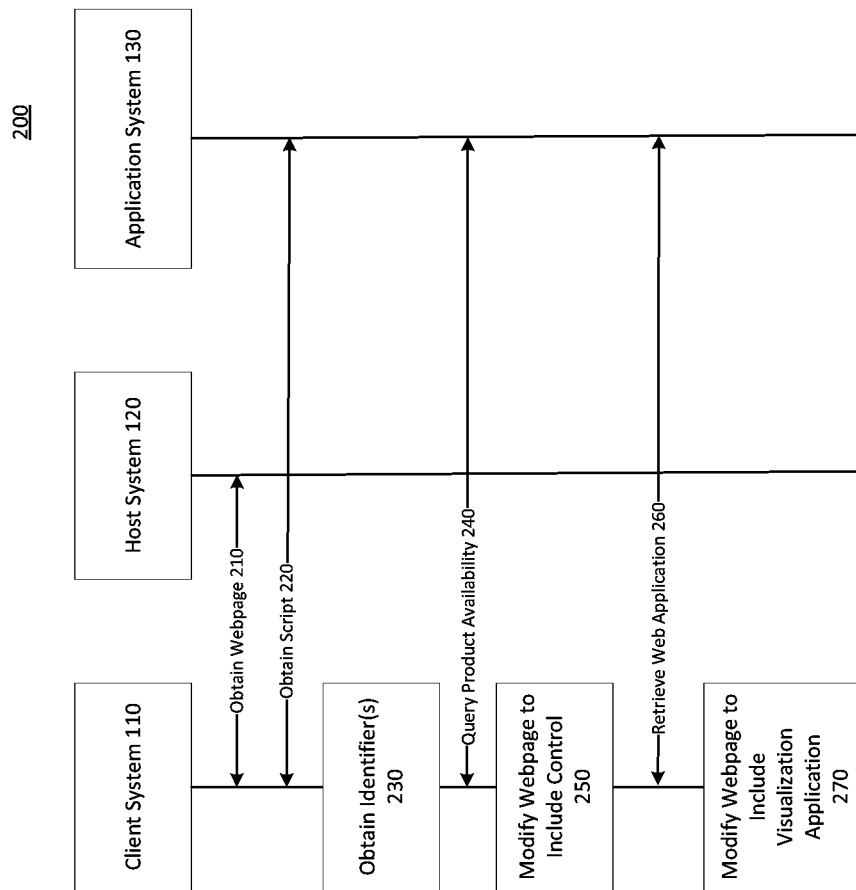 200
Client System 110
Host System 120
Application System 130
Obtain Webpage 210
Obtain Script 220
Obtain Identifier(s)
230
Query Product Availability 240
Modify Webpage to
Include Control
250
Retrieve Web Application 260
Modify Webpage to
Include
Visualization
Application
270